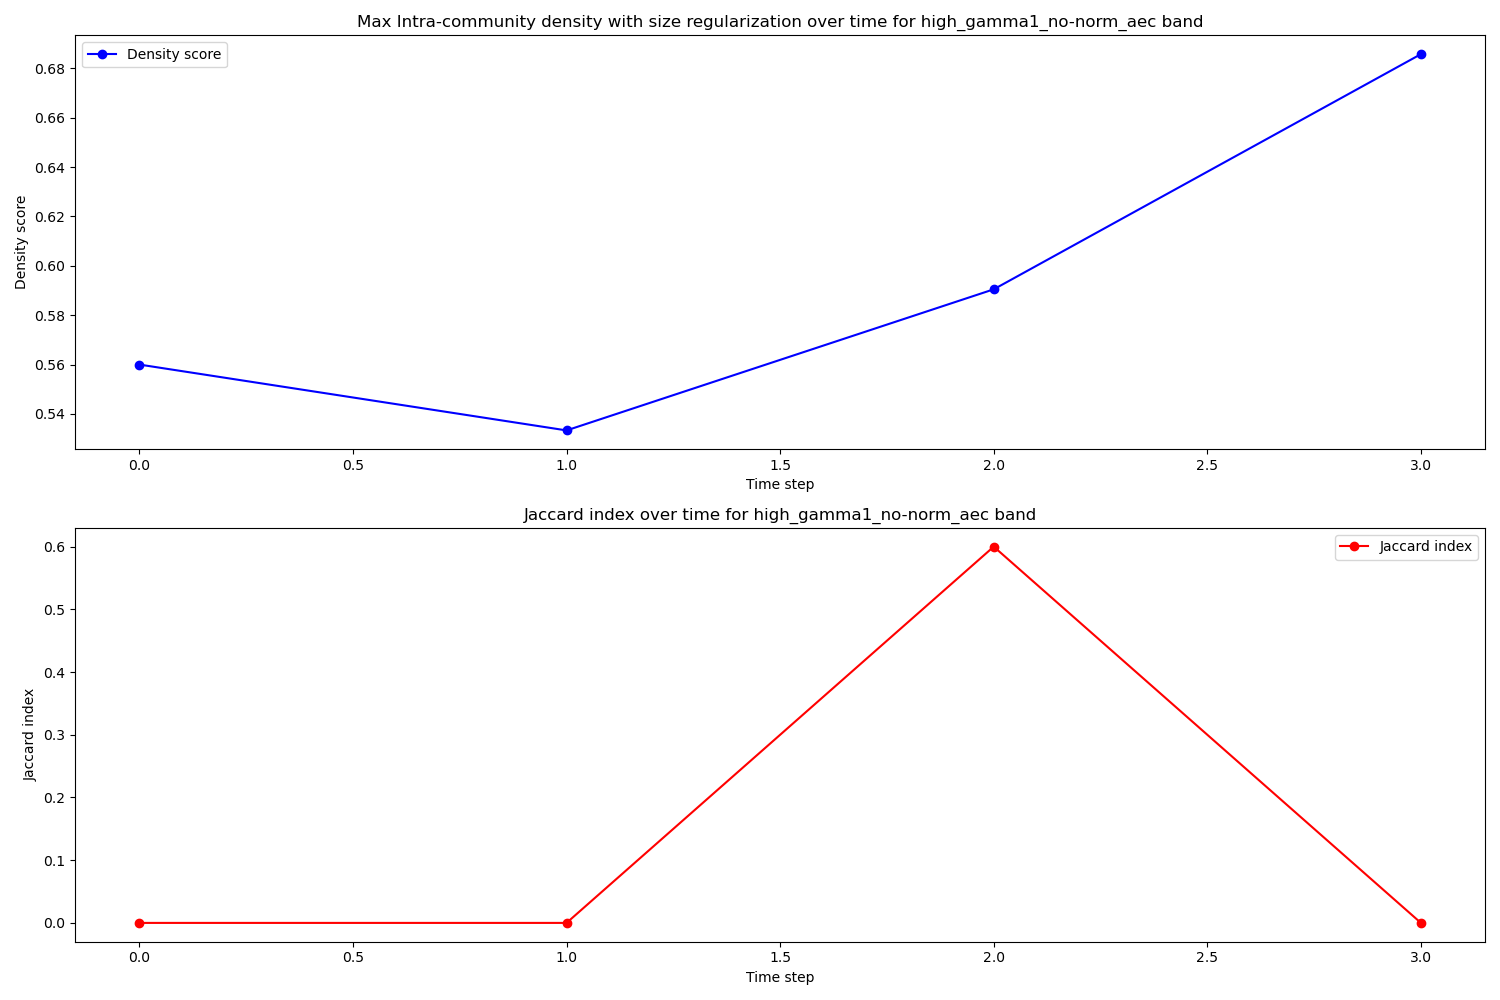 Max Intra-community density with size regularization over time for high_gamma1_no-norm_aec band
Density score
0.68
0.66
0.64
0.62
0.60
0.58
0.56
0.54
Density score
0.0 0.5 1.0 1.5 2.0 2.5 3.0
Time step
Jaccard index over time for high_gamma1_no-norm_aec band
Jaccard index
0.6
0.5
0.4
0.3
0.2
0.1
0.0
Jaccard index
0.0 0.5 1.0 1.5 2.0 2.5 3.0
Time step